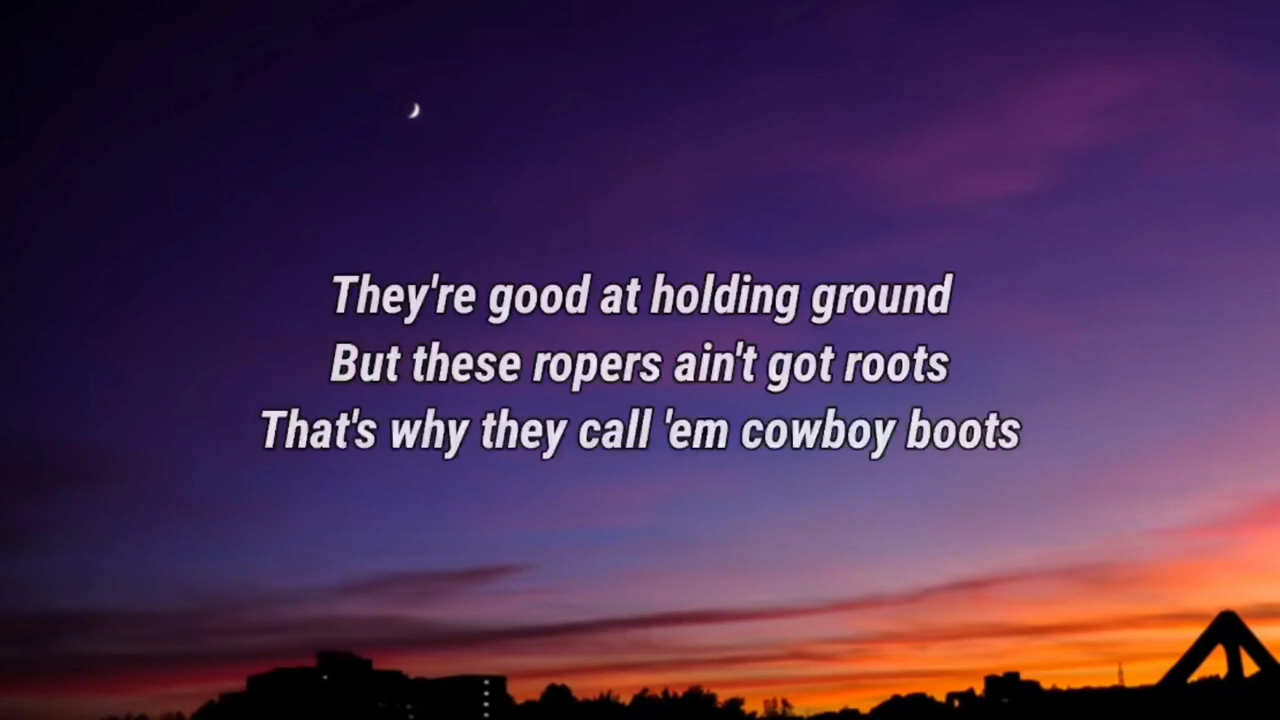 They're good at holding ground
But these ropers ain't got roots
That's why they call 'em cowboy boots